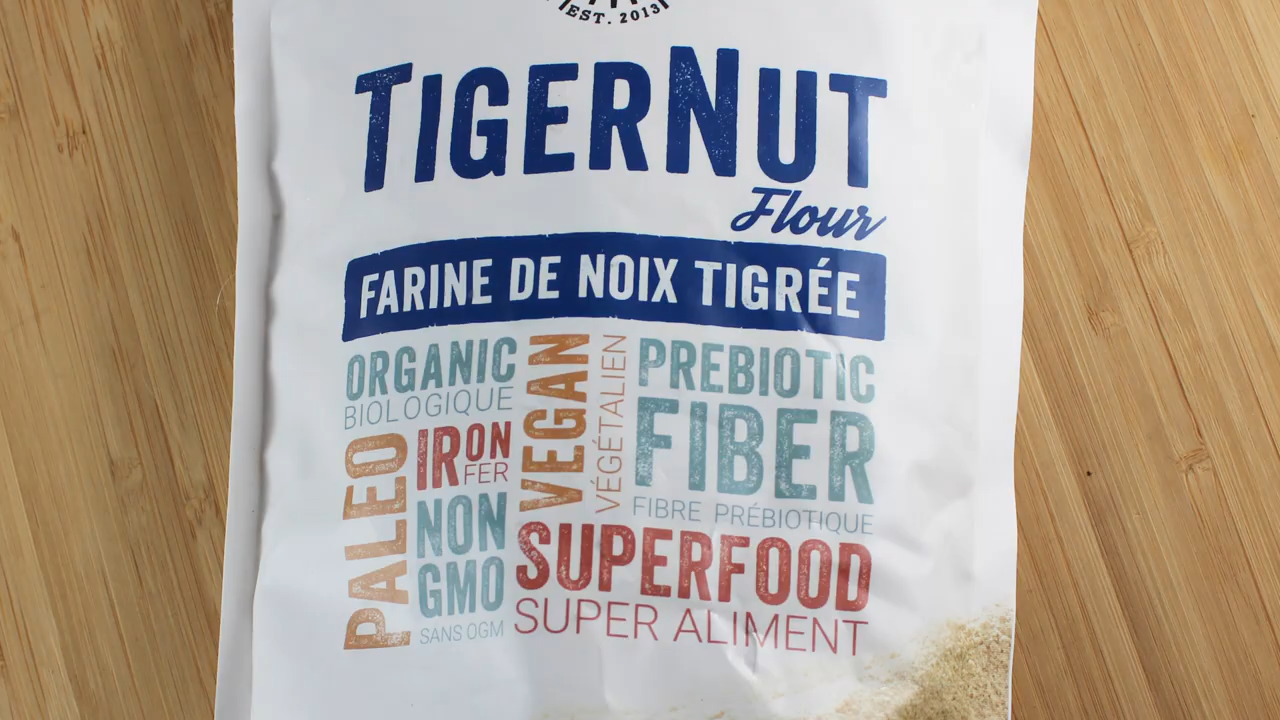 EST. 2013
TIGERNUT
Flour
FARINE DE NOIX TIGRÉE
ORGANIC
BIOLOGIQUE
PALEO
IRON
FER
NON
GMO
SANS OGM
VEGAN
VÉGÉTALIEN
PREBIOTIC
FIBER
FIBRE PRÉBIOTIQUE
SUPERFOOD
SUPER ALIMENT